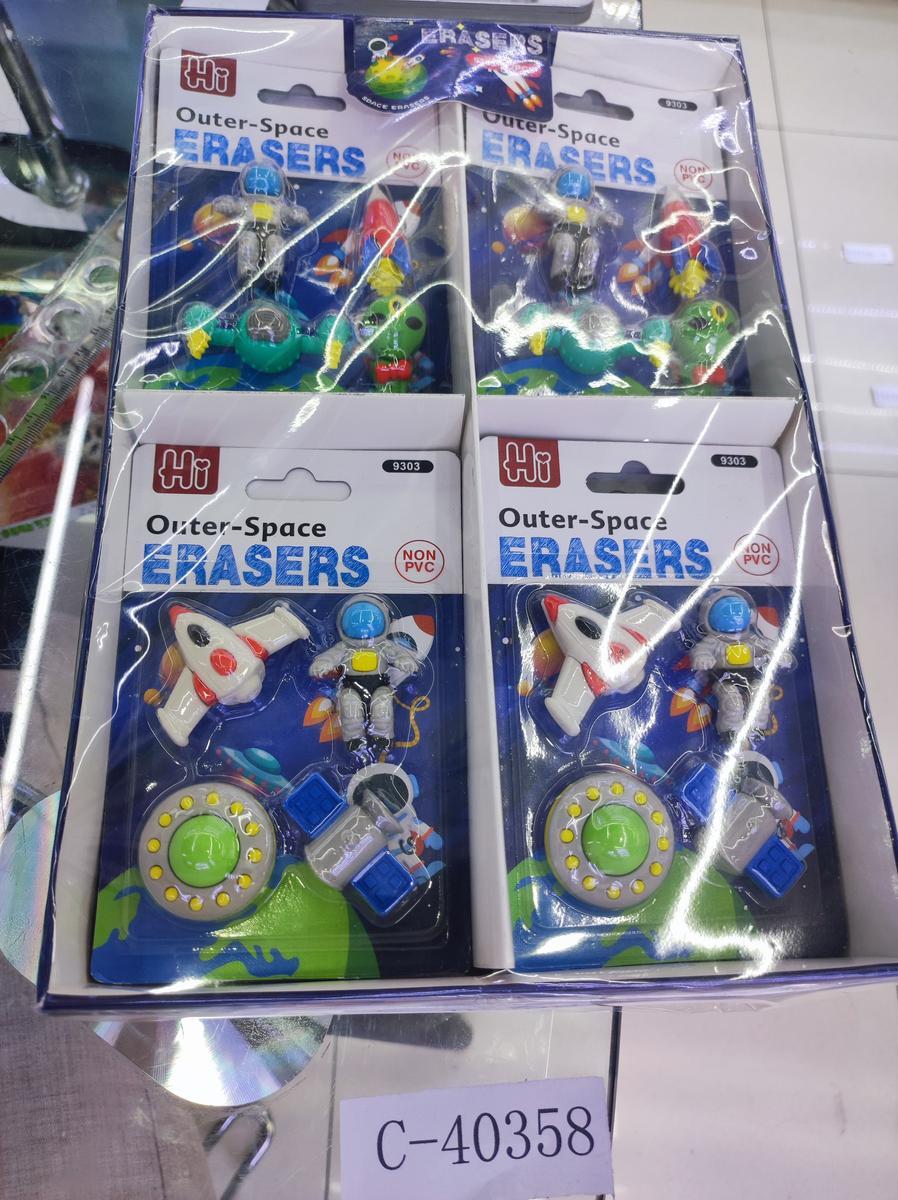 ERASERS
SPACE ERASERS
Hi
Outer-Space
ERASERS
NON
PVC
9303
Outer-Space
ERASERS
NON
PVC
Hi
9303
Outer-Space
ERASERS
NON
PVC
Hi
9303
Outer-Space
ERASERS
NON
PVC
C-40358